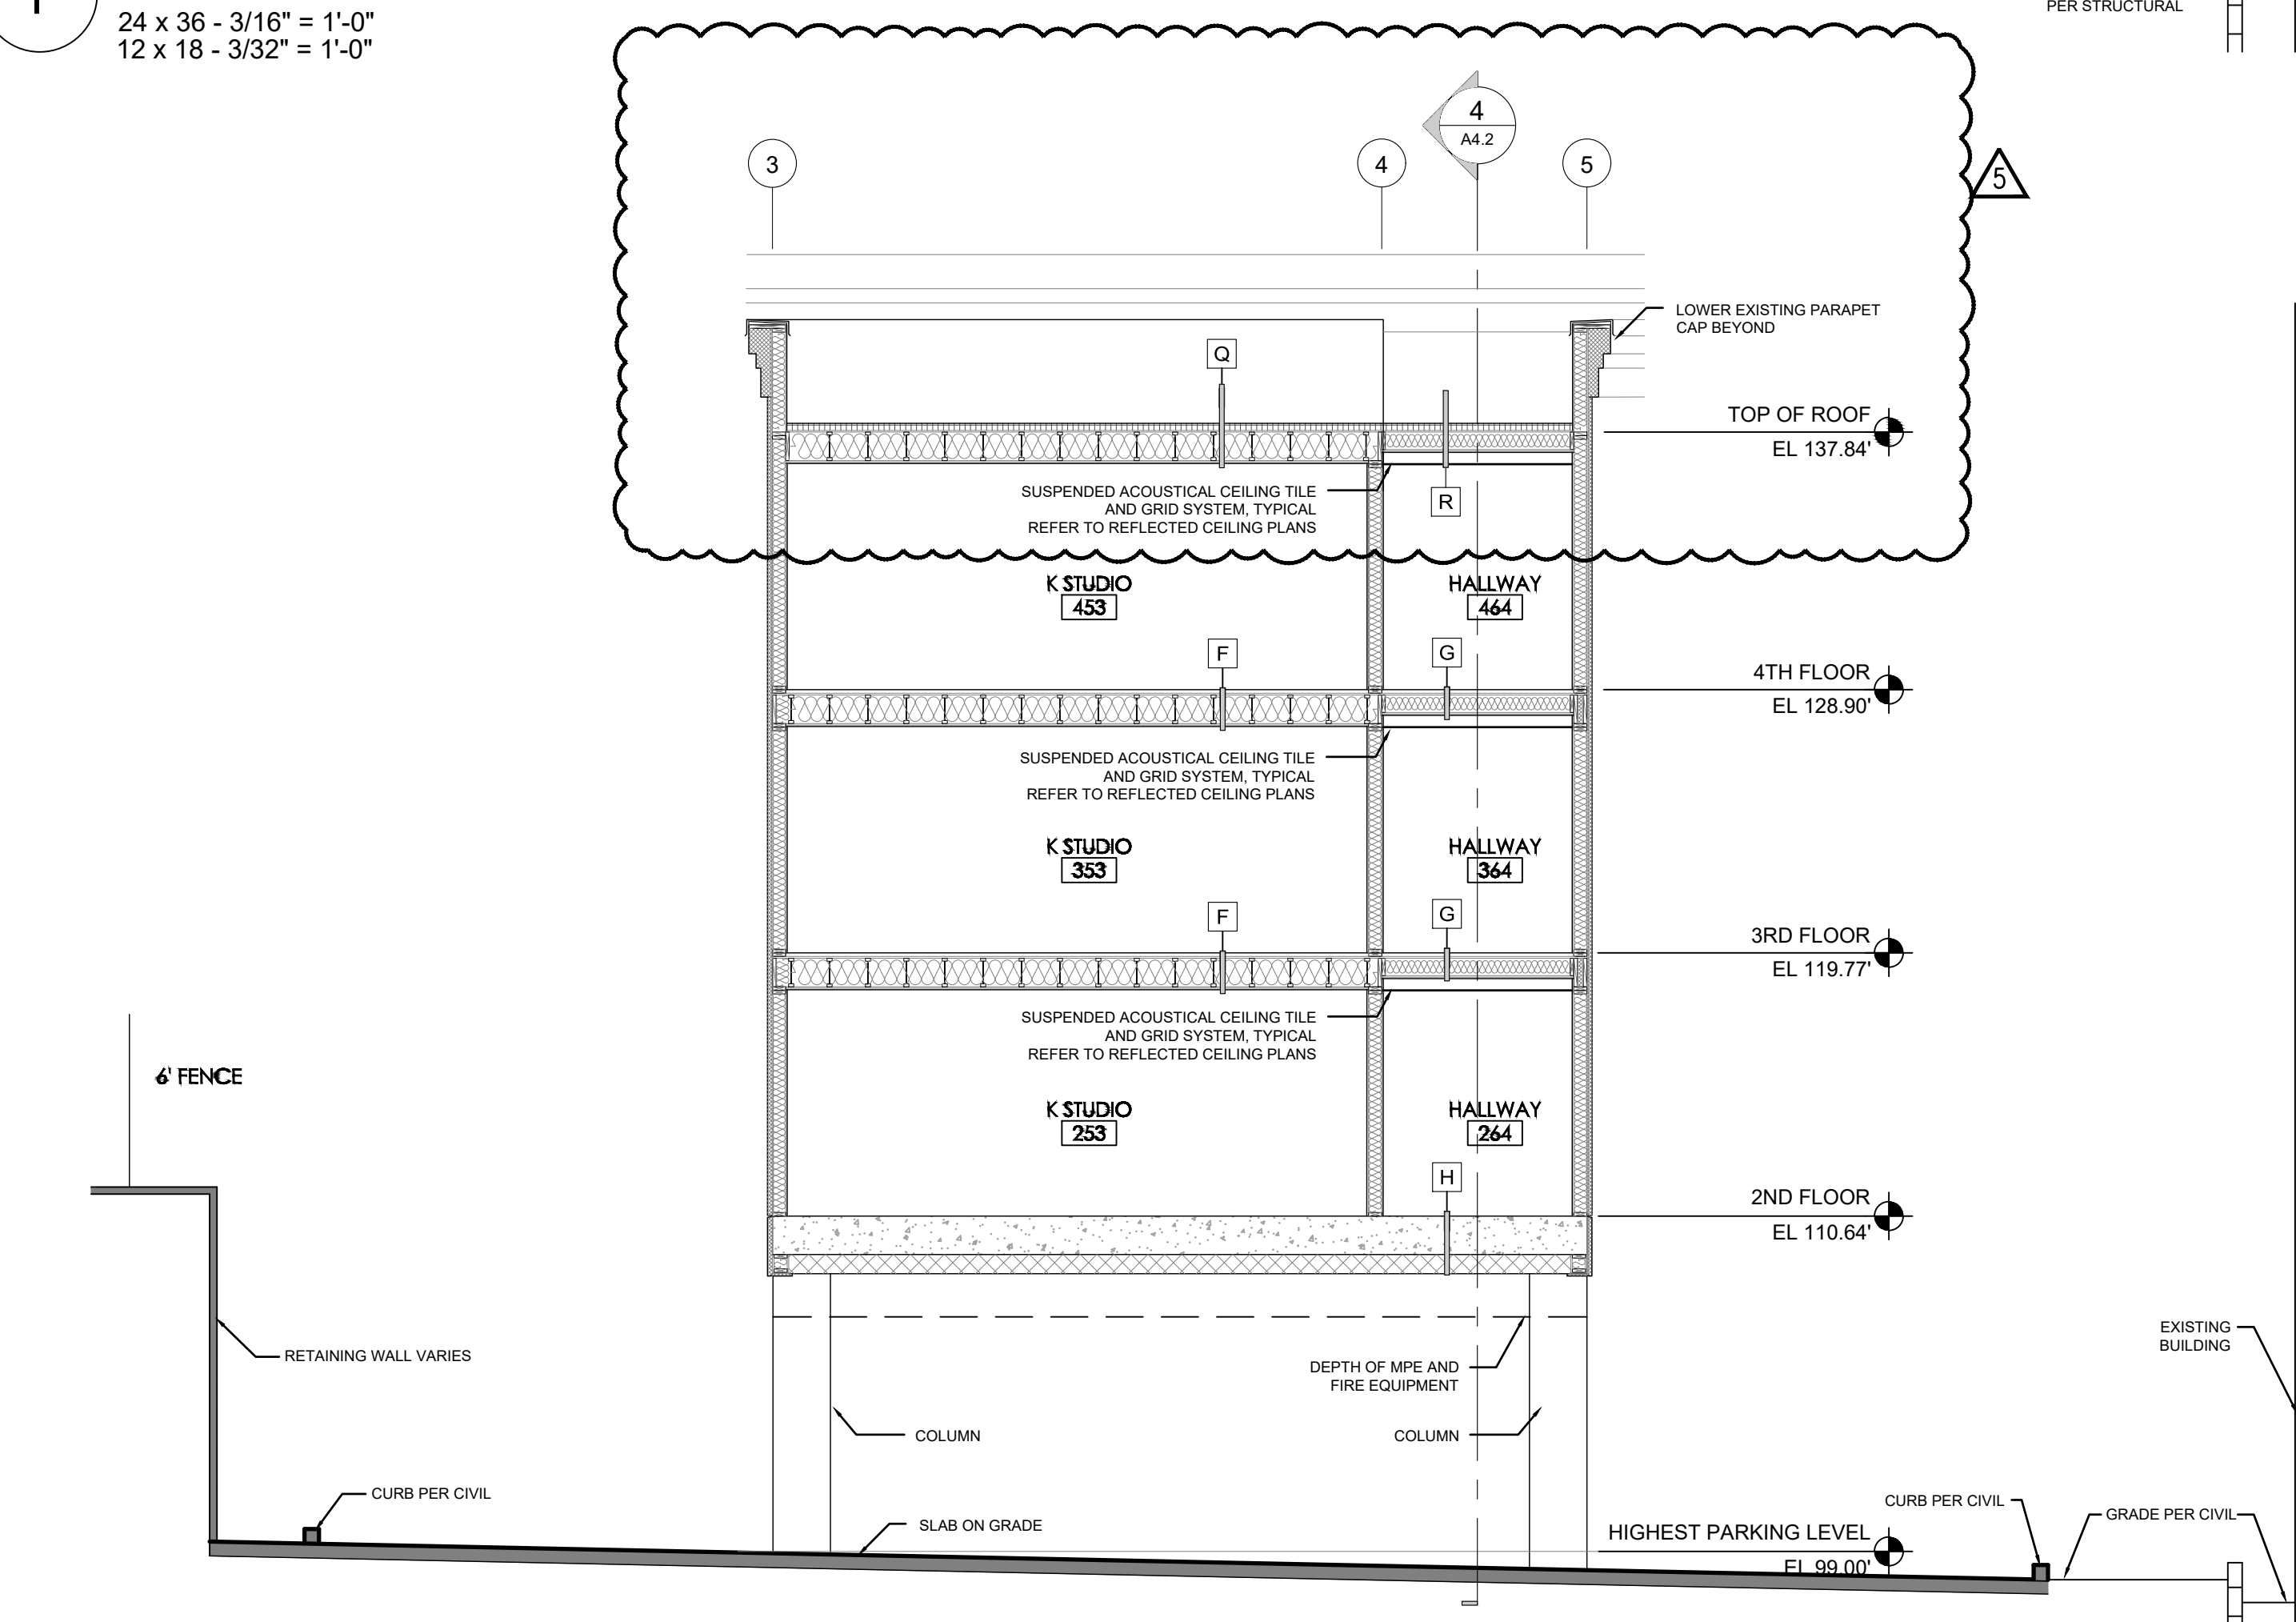 24 x 36 - 3/16" = 1'-0"
12 x 18 - 3/32" = 1'-0"
PER STRUCTURAL
4
A4.2
3
4
5
5
LOWER EXISTING PARAPET
CAP BEYOND
Q
TOP OF ROOF
EL 137.84'
SUSPENDED ACOUSTICAL CEILING TILE
AND GRID SYSTEM, TYPICAL
REFER TO REFLECTED CEILING PLANS
R
K STUDIO
453
HALLWAY
464
F
G
4TH FLOOR
EL 128.90'
SUSPENDED ACOUSTICAL CEILING TILE
AND GRID SYSTEM, TYPICAL
REFER TO REFLECTED CEILING PLANS
K STUDIO
353
HALLWAY
364
F
G
3RD FLOOR
EL 119.77'
SUSPENDED ACOUSTICAL CEILING TILE
AND GRID SYSTEM, TYPICAL
REFER TO REFLECTED CEILING PLANS
6' FENCE
K STUDIO
253
HALLWAY
264
H
2ND FLOOR
EL 110.64'
RETAINING WALL VARIES
DEPTH OF MPE AND
FIRE EQUIPMENT
EXISTING
BUILDING
COLUMN
COLUMN
CURB PER CIVIL
SLAB ON GRADE
CURB PER CIVIL
GRADE PER CIVIL
HIGHEST PARKING LEVEL
EL 99.00'